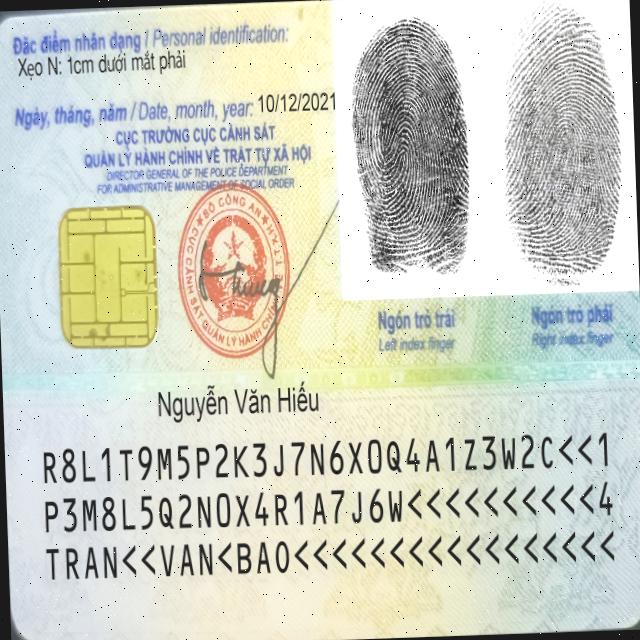 Đặc điểm nhân dạng / Personal identification:
Xẹo N: 1cm dưới mắt phải
Ngày, tháng, năm / Date, month, year: 10/12/2021
CỤC TRƯỞNG CỤC CẢNH SÁT
QUẢN LÝ HÀNH CHÍNH VỀ TRẬT TỰ XÃ HỘI
DIRECTOR GENERAL OF THE POLICE DEPARTMENT
FOR ADMINISTRATIVE MANAGEMENT OF SOCIAL ORDER
BỘ CÔNG AN
CỤC CẢNH SÁT QUẢN LÝ HÀNH CHÍNH
Ngón trỏ trái
Left index finger
Ngón trỏ phải
Right index finger
Nguyễn Văn Hiếu
R8L1T9M5P2K3J7N6X0Q4A1Z3W2C<<1
P3M8L5Q2N0X4R1A7J6W<<<<<<<<<<4
TRAN<<VAN<BAO<<<<<<<<<<<<<<<<<